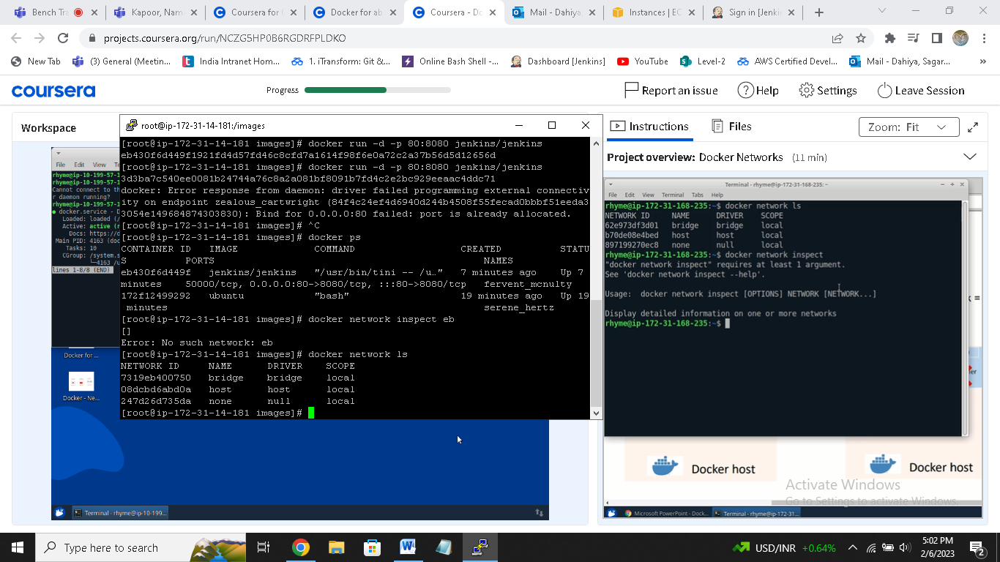 Bench Tra
Kapoor, Nam
Coursera for
Docker for ab
Coursera - Do
Mail - Dahiya,
Instances | EC
Sign in [Jenki
projects.coursera.org/run/NCZG5HP0B6RGDRFPLDKO
New Tab
(3) General (Meetin...
India Intranet Hom...
1. iTransform: Git &...
Online Bash Shell -...
Dashboard [Jenkins]
YouTube
Level-2
AWS Certified Devel...
Mail - Dahiya, Sagar...
»
coursera
Progress
Report an issue
Help
Settings
Leave Session
Workspace
root@ip-172-31-14-181:/images
[root@ip-172-31-14-181 images]# docker run -d -p 80:8080 jenkins/jenkins
eb430f6d449f1921fd4d57fd46c8cfd7a1614f98f6e0a72c2a37b56d5d12656d
[root@ip-172-31-14-181 images]# docker run -d -p 80:8080 jenkins/jenkins
3d3ba7c540ee0081b24744a76c8a2a081bf8091b7fd4c2e2bc929eeaac4ddc71
docker: Error response from daemon: driver failed programming external connectiv
ity on endpoint zealous_cartwright (84f4c24ef4d6940d244b4508f55fecad0bbbf51eeda3
3054e149684874303830): Bind for 0.0.0.0:80 failed: port is already allocated.
[root@ip-172-31-14-181 images]# ^C
[root@ip-172-31-14-181 images]# docker ps
CONTAINER ID IMAGE COMMAND CREATED STATU
S PORTS NAMES
eb430f6d449f jenkins/jenkins "/usr/bin/tini -- /u…" 7 minutes ago Up 7
minutes 50000/tcp, 0.0.0.0:80->8080/tcp, :::80->8080/tcp fervent_mcnulty
172f12499292 ubuntu "bash" 19 minutes ago Up 19
minutes serene_hertz
[root@ip-172-31-14-181 images]# docker network inspect eb
[]
Error: No such network: eb
[root@ip-172-31-14-181 images]# docker network ls
NETWORK ID NAME DRIVER SCOPE
7319eb400750 bridge bridge local
08dcbd6abd0a host host local
247d26d735da none null local
[root@ip-172-31-14-181 images]#
File Edit View Te
rhyme@ip-10-199-57-1
rhyme@ip-10-199-57-1
Cannot connect to th
r daemon running?
rhyme@ip-10-199-57-1
● docker.service - D
Loaded: loaded (/
Active: active (r
Docs: https://d
Main PID: 4163 (doc
Tasks: 10
CGroup: /system.s
└─4163 /u
lines 1-8/8 (END)
Docker for ...
Docker - Ne...
Terminal - rhyme@ip-10-199...
Instructions
Files
Zoom: Fit
Project overview: Docker Networks (11 min)
Terminal - rhyme@ip-172-31-168-235: ~
File Edit View Terminal Tabs Help
rhyme@ip-172-31-168-235:~$ docker network ls
NETWORK ID NAME DRIVER SCOPE
62e973df3d01 bridge bridge local
b70de08e4bed host host local
897199270ec8 none null local
rhyme@ip-172-31-168-235:~$ docker network inspect
"docker network inspect" requires at least 1 argument.
See 'docker network inspect --help'.
Usage: docker network inspect [OPTIONS] NETWORK [NETWORK...]
Display detailed information on one or more networks
rhyme@ip-172-31-168-235:~$
Docker host
Docker host
Activate Windows
Go to Settings to activate Windows.
Microsoft PowerPoint - Dock...
Terminal - rhyme@ip-172-31...
Type here to search
USD/INR +0.64%
5:02 PM
2/6/2023
2